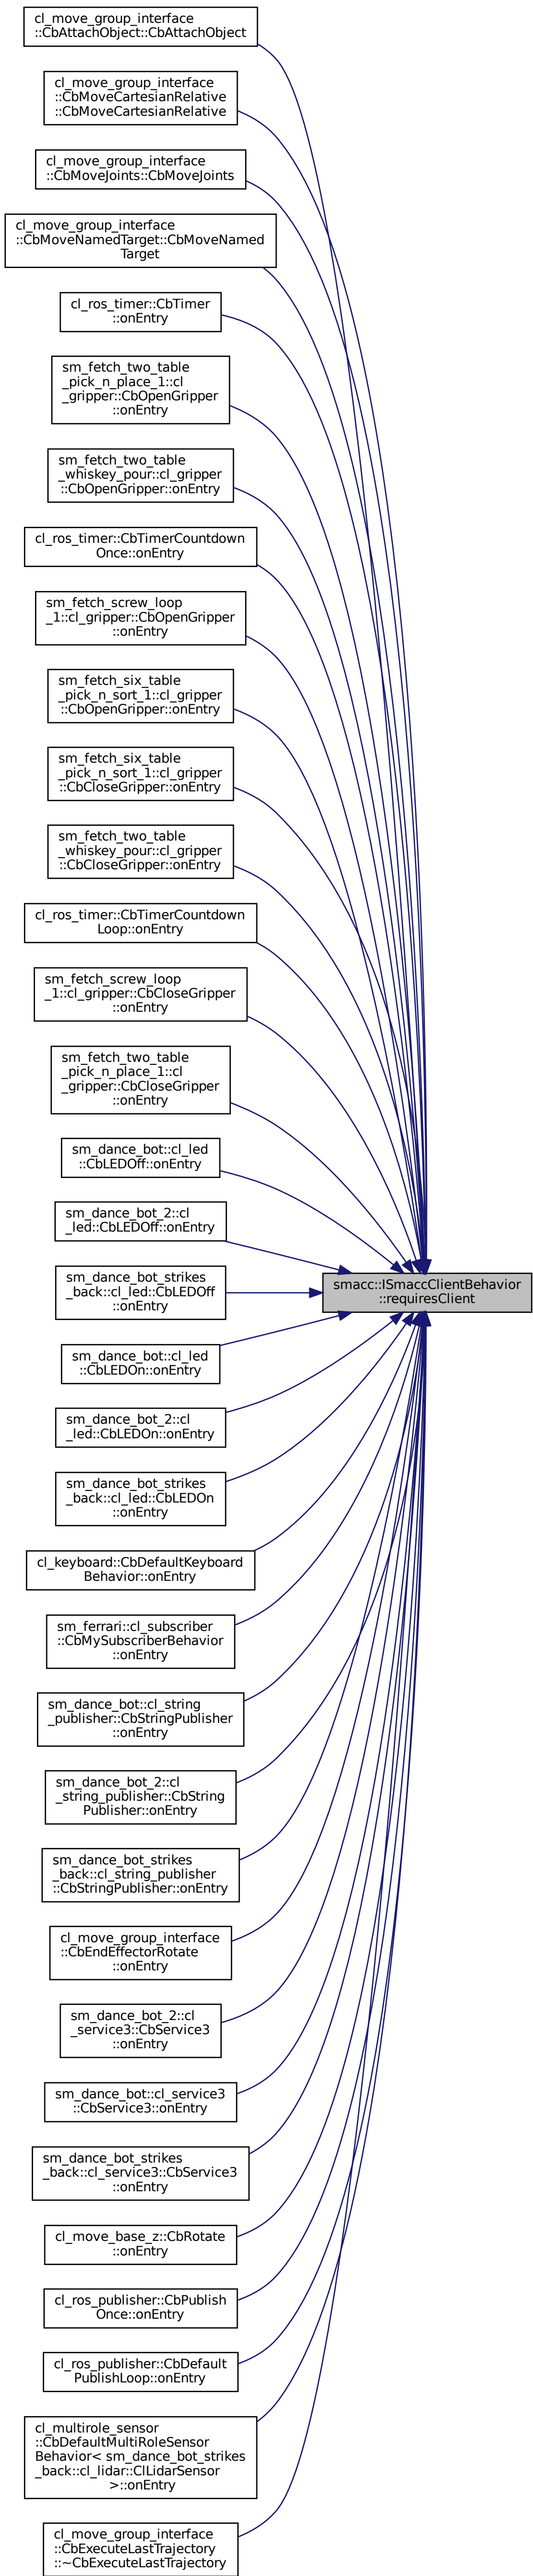 cl_move_group_interface
::CbAttachObject::CbAttachObject
cl_move_group_interface
::CbMoveCartesianRelative
::CbMoveCartesianRelative
cl_move_group_interface
::CbMoveJoints::CbMoveJoints
cl_move_group_interface
::CbMoveNamedTarget::CbMoveNamed
Target
cl_ros_timer::CbTimer
::onEntry
sm_fetch_two_table
_pick_n_place_1::cl
_gripper::CbOpenGripper
::onEntry
sm_fetch_two_table
_whiskey_pour::cl_gripper
::CbOpenGripper::onEntry
cl_ros_timer::CbTimerCountdown
Once::onEntry
sm_fetch_screw_loop
_1::cl_gripper::CbOpenGripper
::onEntry
sm_fetch_six_table
_pick_n_sort_1::cl_gripper
::CbOpenGripper::onEntry
sm_fetch_six_table
_pick_n_sort_1::cl_gripper
::CbCloseGripper::onEntry
sm_fetch_two_table
_whiskey_pour::cl_gripper
::CbCloseGripper::onEntry
cl_ros_timer::CbTimerCountdown
Loop::onEntry
sm_fetch_screw_loop
_1::cl_gripper::CbCloseGripper
::onEntry
sm_fetch_two_table
_pick_n_place_1::cl
_gripper::CbCloseGripper
::onEntry
sm_dance_bot::cl_led
::CbLEDOff::onEntry
sm_dance_bot_2::cl
_led::CbLEDOff::onEntry
sm_dance_bot_strikes
_back::cl_led::CbLEDOff
::onEntry
smacc::ISmaccClientBehavior
::requiresClient
sm_dance_bot::cl_led
::CbLEDOn::onEntry
sm_dance_bot_2::cl
_led::CbLEDOn::onEntry
sm_dance_bot_strikes
_back::cl_led::CbLEDOn
::onEntry
cl_keyboard::CbDefaultKeyboard
Behavior::onEntry
sm_ferrari::cl_subscriber
::CbMySubscriberBehavior
::onEntry
sm_dance_bot::cl_string
_publisher::CbStringPublisher
::onEntry
sm_dance_bot_2::cl
_string_publisher::CbString
Publisher::onEntry
sm_dance_bot_strikes
_back::cl_string_publisher
::CbStringPublisher::onEntry
cl_move_group_interface
::CbEndEffectorRotate
::onEntry
sm_dance_bot_2::cl
_service3::CbService3
::onEntry
sm_dance_bot::cl_service3
::CbService3::onEntry
sm_dance_bot_strikes
_back::cl_service3::CbService3
::onEntry
cl_move_base_z::CbRotate
::onEntry
cl_ros_publisher::CbPublish
Once::onEntry
cl_ros_publisher::CbDefault
PublishLoop::onEntry
cl_multirole_sensor
::CbDefaultMultiRoleSensor
Behavior< sm_dance_bot_strikes
_back::cl_lidar::ClLidarSensor
>::onEntry
cl_move_group_interface
::CbExecuteLastTrajectory
::~CbExecuteLastTrajectory